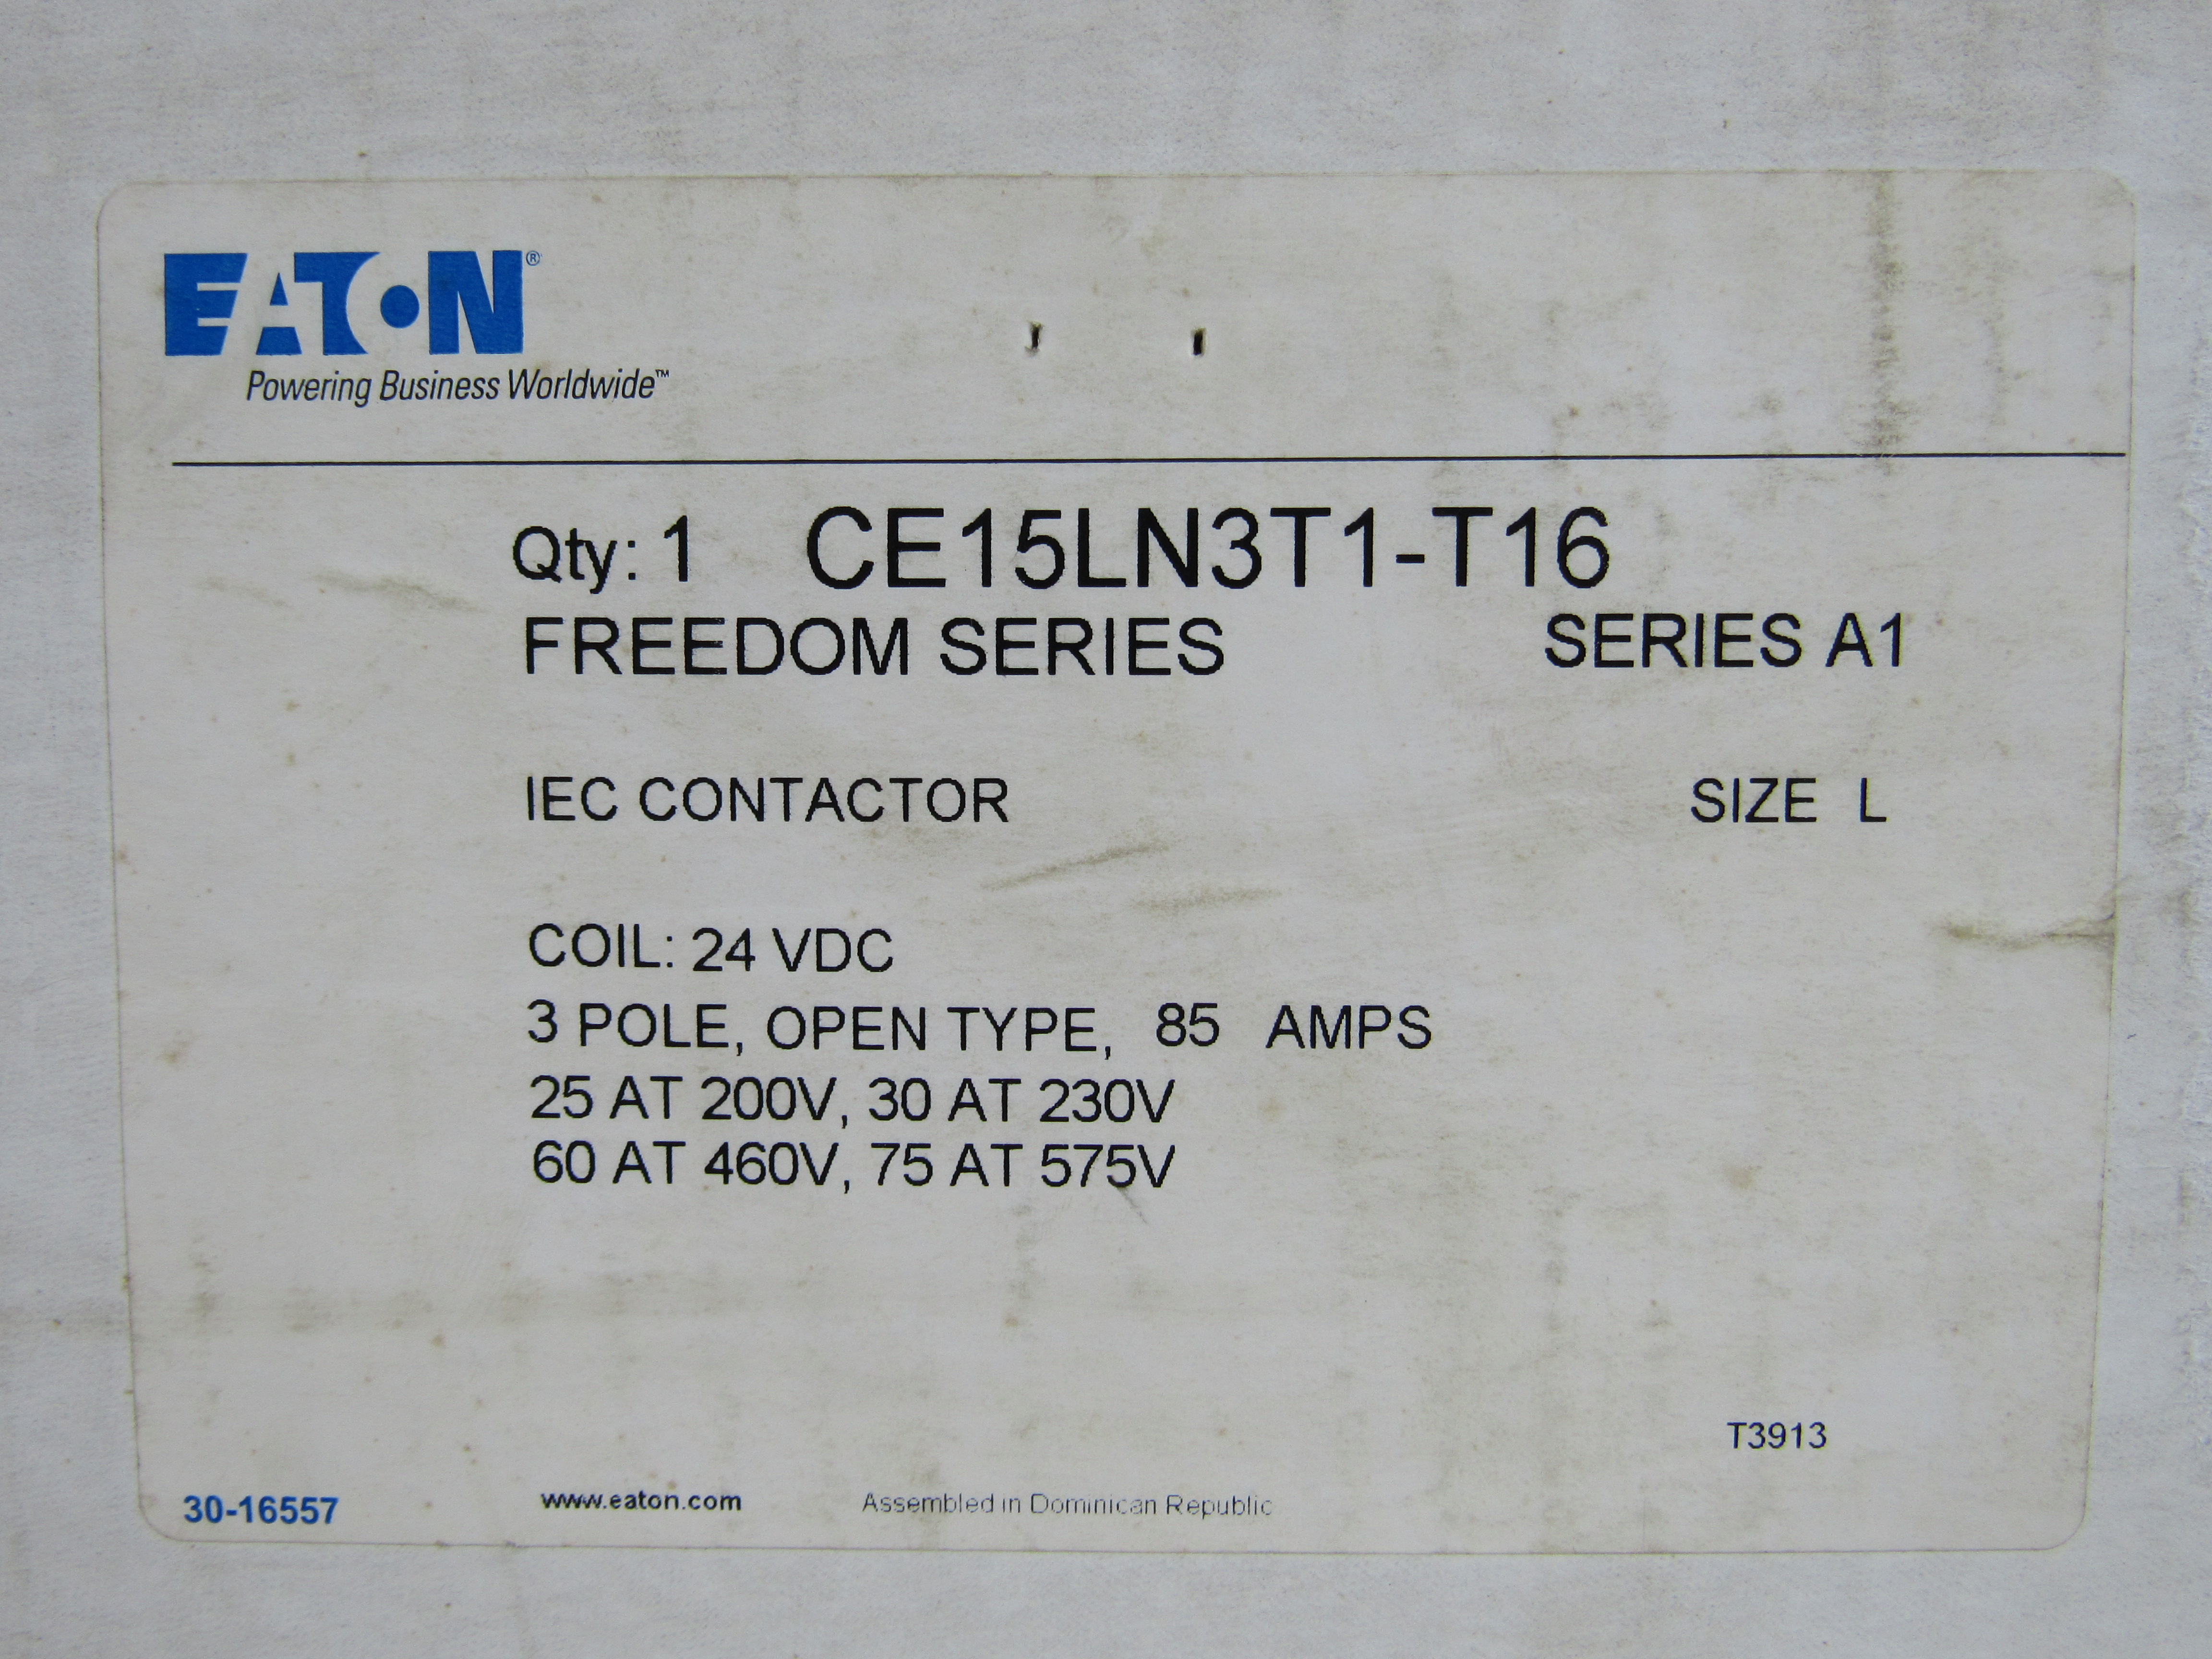 EATON®
Powering Business Worldwide™
Qty: 1 CE15LN3T1-T16
FREEDOM SERIES SERIES A1
IEC CONTACTOR SIZE L
COIL: 24 VDC
3 POLE, OPEN TYPE, 85 AMPS
25 AT 200V, 30 AT 230V
60 AT 460V, 75 AT 575V
T3913
30-16557 www.eaton.com Assembled in Dominican Republic